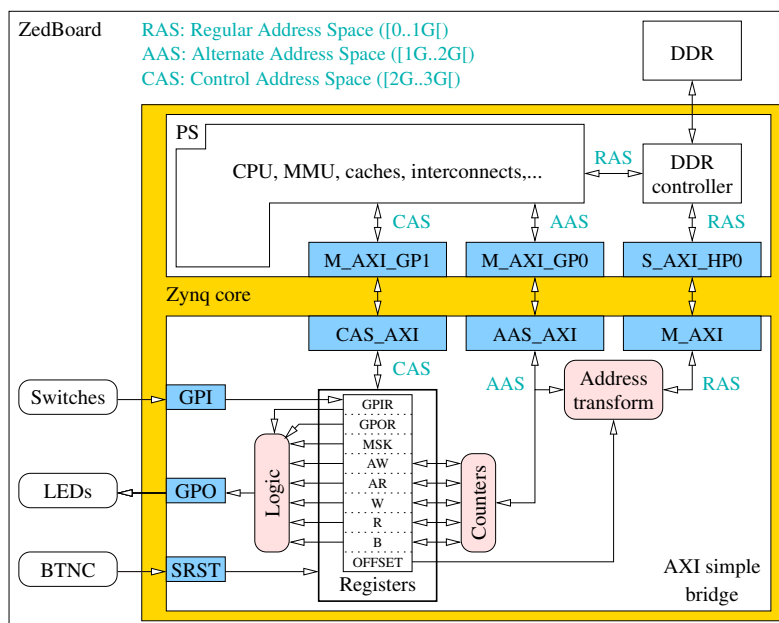 ZedBoard
RAS: Regular Address Space ([0..1G[)
AAS: Alternate Address Space ([1G..2G[)
CAS: Control Address Space ([2G..3G[)
DDR
PS
CPU, MMU, caches, interconnects,...
RAS
DDR
controller
CAS
AAS
RAS
M_AXI_GP1
M_AXI_GP0
S_AXI_HP0
Zynq core
CAS_AXI
AAS_AXI
M_AXI
CAS
AAS
Address
transform
RAS
Switches
GPI
GPIR
GPOR
MSK
AW
AR
W
R
B
OFFSET
Registers
Logic
Counters
LEDs
GPO
BTNC
SRST
AXI simple
bridge